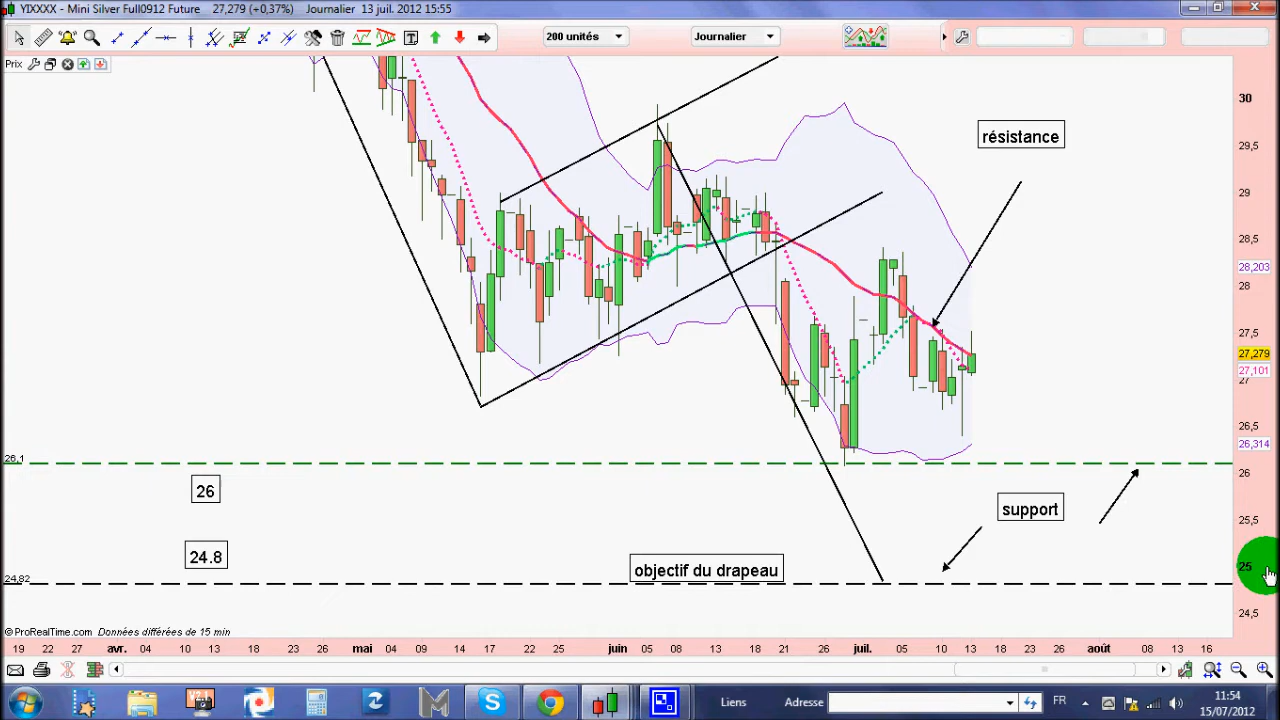 YIXXXX - Mini Silver Full0912 Future    27,279 (+0,37%)    Journalier    13 juil. 2012 15:55
200 unités    Journalier
Prix
30
résistance
29,5
29
28,5
28,203
28
27,5
27,279
27,101
27
26,5
26,314
26,1
26
26
support
25,5
24.8
objectif du drapeau
25
24,82
24,5
©ProRealTime.com Données différées de 15 min
19 22 27 avr. 04 10 13 18 23 26 mai 04 09 14 17 22 25 juin 05 08 13 18 21 26 juil. 05 10 13 18 23 26 août 08 13 16
Liens    Adresse    FR    11:54
15/07/2012